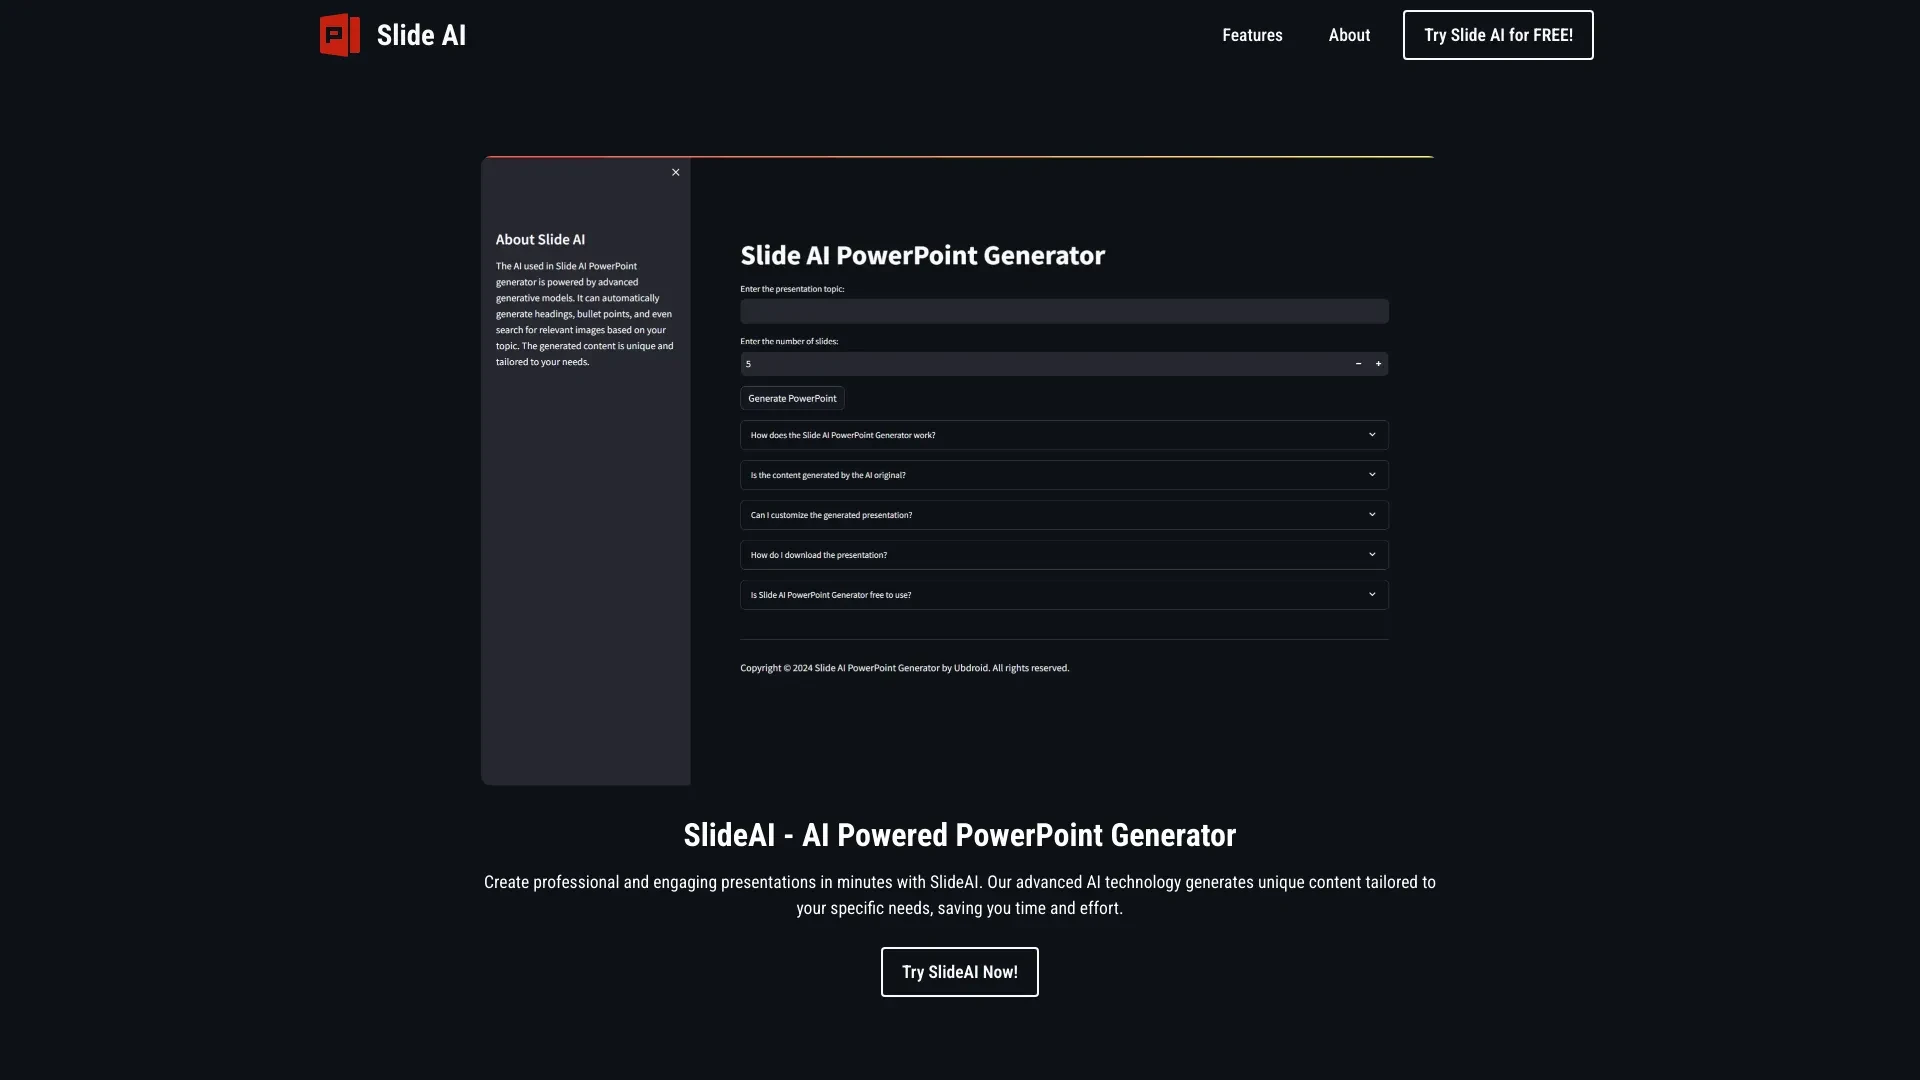 Slide AI
Features
About
Try Slide AI for FREE!
About Slide AI
The AI used in Slide AI PowerPoint
generator is powered by advanced
generative models. It can automatically
generate headings, bullet points, and even
search for relevant images based on your
topic. The generated content is unique and
tailored to your needs.
Slide AI PowerPoint Generator
Enter the presentation topic:
Enter the number of slides:
5
Generate PowerPoint
How does the Slide AI PowerPoint Generator work?
Is the content generated by the AI original?
Can I customize the generated presentation?
How do I download the presentation?
Is Slide AI PowerPoint Generator free to use?
Copyright © 2024 Slide AI PowerPoint Generator by Ubdroid. All rights reserved.
SlideAI - AI Powered PowerPoint Generator
Create professional and engaging presentations in minutes with SlideAI. Our advanced AI technology generates unique content tailored to
your specific needs, saving you time and effort.
Try SlideAI Now!